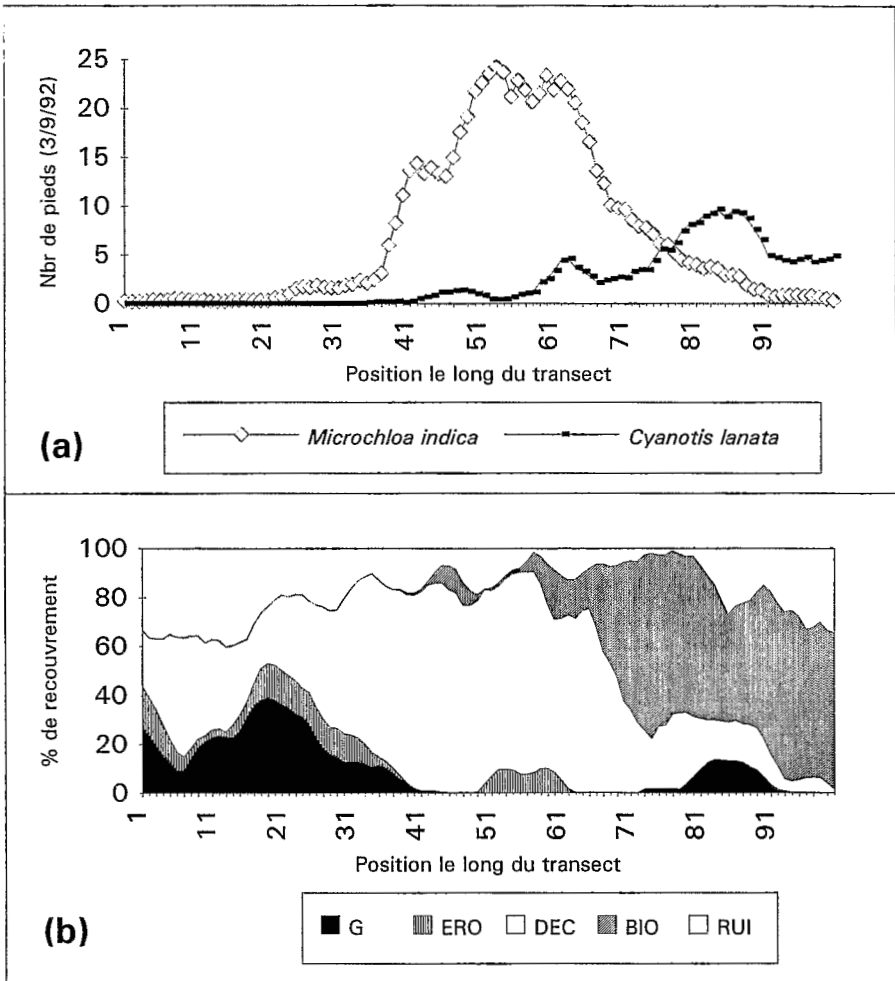 Nbr de pieds (3/9/92)
25
20
15
10
5
0
1
11
21
31
41
51
61
71
81
91
Position le long du transect
Microchloa indica
Cyanotis lanata
(a)
% de recouvrement
100
80
60
40
20
0
1
11
21
31
41
51
61
71
81
91
Position le long du transect
G
ERO
DEC
BIO
RUI
(b)